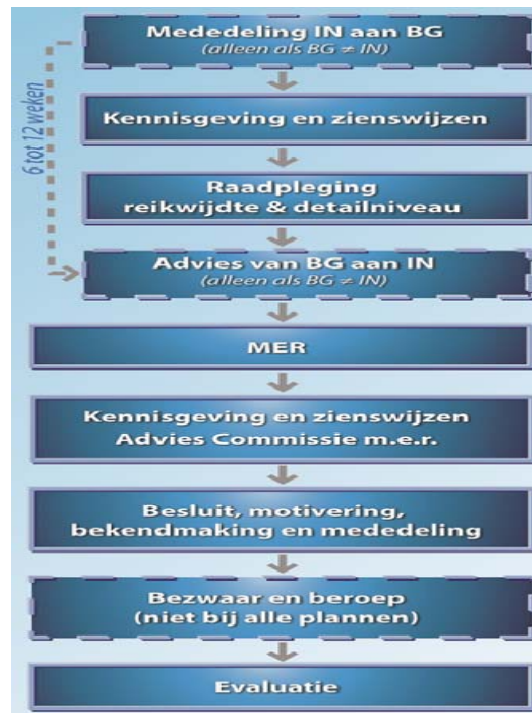 Mededeling IN aan BG
(alleen als BG ≠ IN)
6 tot 12 weken
Kennisgeving en zienswijzen
Raadpleging
reikwijdte & detailniveau
Advies van BG aan IN
(alleen als BG ≠ IN)
MER
Kennisgeving en zienswijzen
Advies Commissie m.e.r.
Besluit, motivering,
bekendmaking en mededeling
Bezwaar en beroep
(niet bij alle plannen)
Evaluatie